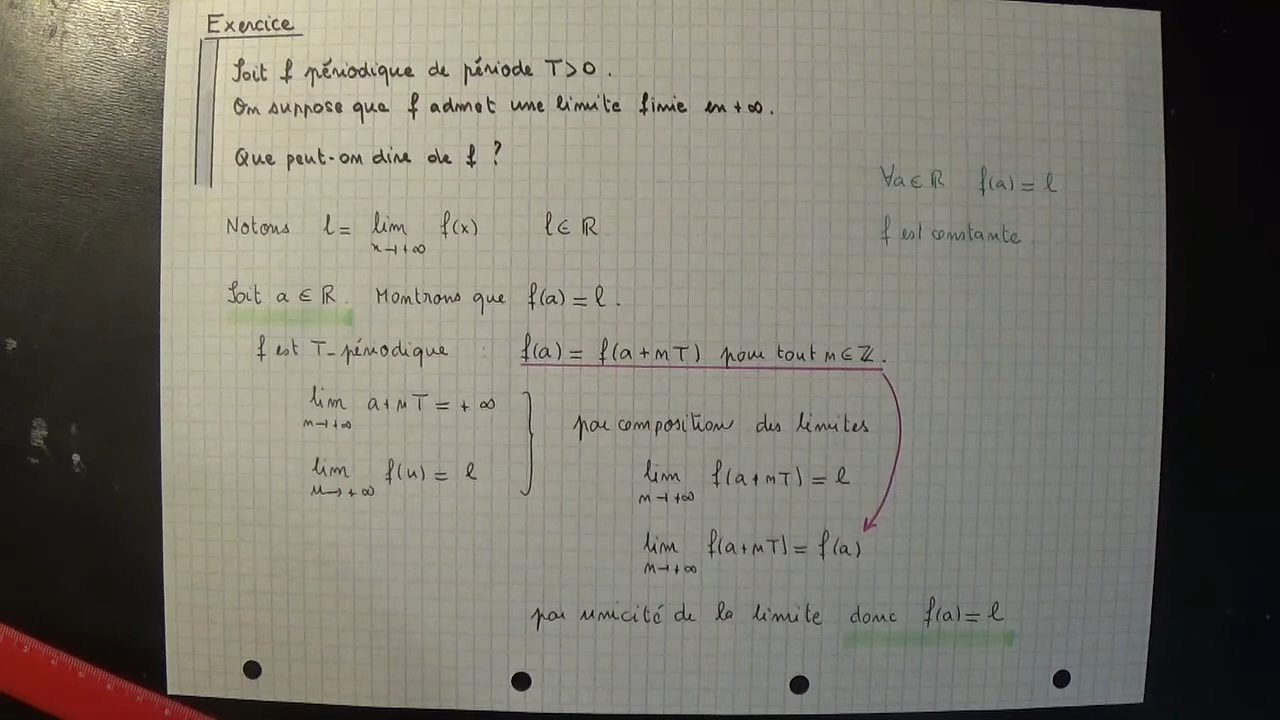 Exercice
Soit f périodique de période T>0.
On suppose que f admet une limite finie en +∞.
Que peut-on dire de f ?
∀a∈ℝ f(a) = l
f est constante
Notons l = lim f(x) l∈ℝ
x→+∞
Soit a∈ℝ. Montrons que f(a) = l.
f est T-périodique : f(a) = f(a+nT) pour tout n∈ℤ.
lim a+nT = +∞
n→+∞
lim f(u) = l
u→+∞
par composition des limites
lim f(a+nT) = l
n→+∞
lim f(a+nT) = f(a)
n→+∞
par unicité de la limite donc f(a) = l